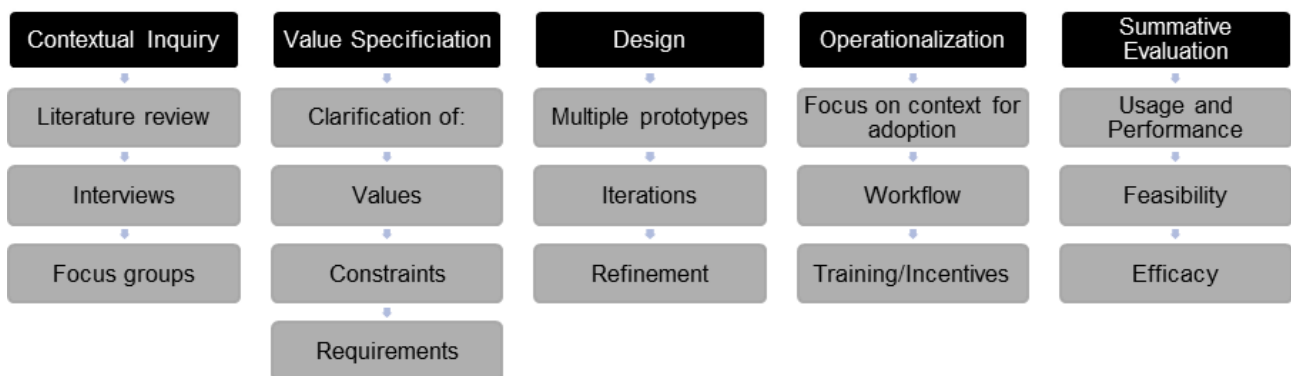 Contextual Inquiry
Literature review
Interviews
Focus groups
Value Specificiation
Clarification of:
Values
Constraints
Requirements
Design
Multiple prototypes
Iterations
Refinement
Operationalization
Focus on context for
adoption
Workflow
Training/Incentives
Summative
Evaluation
Usage and
Performance
Feasibility
Efficacy